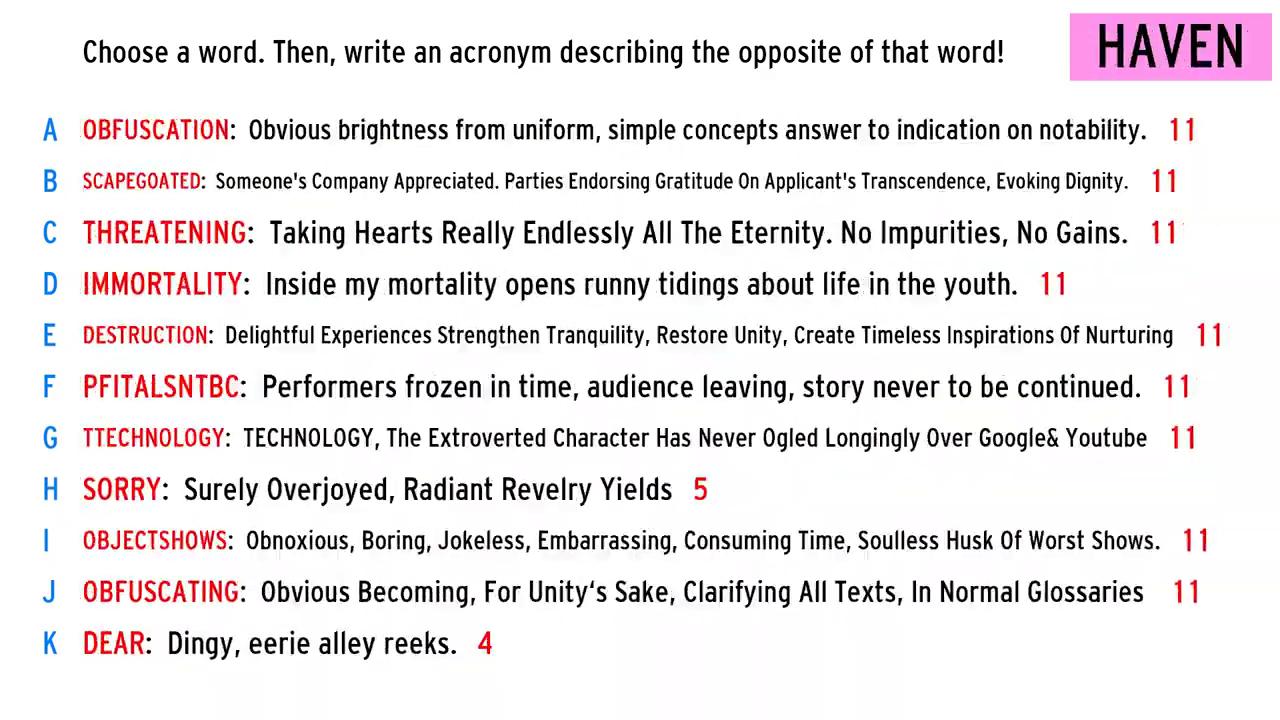 Choose a word. Then, write an acronym describing the opposite of that word!
HAVEN
A OBFUSCATION: Obvious brightness from uniform, simple concepts answer to indication on notability. 11
B SCAPEGOATED: Someone's Company Appreciated. Parties Endorsing Gratitude On Applicant's Transcendence, Evoking Dignity. 11
C THREATENING: Taking Hearts Really Endlessly All The Eternity. No Impurities, No Gains. 11
D IMMORTALITY: Inside my mortality opens runny tidings about life in the youth. 11
E DESTRUCTION: Delightful Experiences Strengthen Tranquility, Restore Unity, Create Timeless Inspirations Of Nurturing 11
F PFITALSNTBC: Performers frozen in time, audience leaving, story never to be continued. 11
G TTECHNOLOGY: TECHNOLOGY, The Extroverted Character Has Never Ogled Longingly Over Google& Youtube 11
H SORRY: Surely Overjoyed, Radiant Revelry Yields 5
I OBJECTSHOWS: Obnoxious, Boring, Jokeless, Embarrassing, Consuming Time, Soulless Husk Of Worst Shows. 11
J OBFUSCATING: Obvious Becoming, For Unity‘s Sake, Clarifying All Texts, In Normal Glossaries 11
K DEAR: Dingy, eerie alley reeks. 4